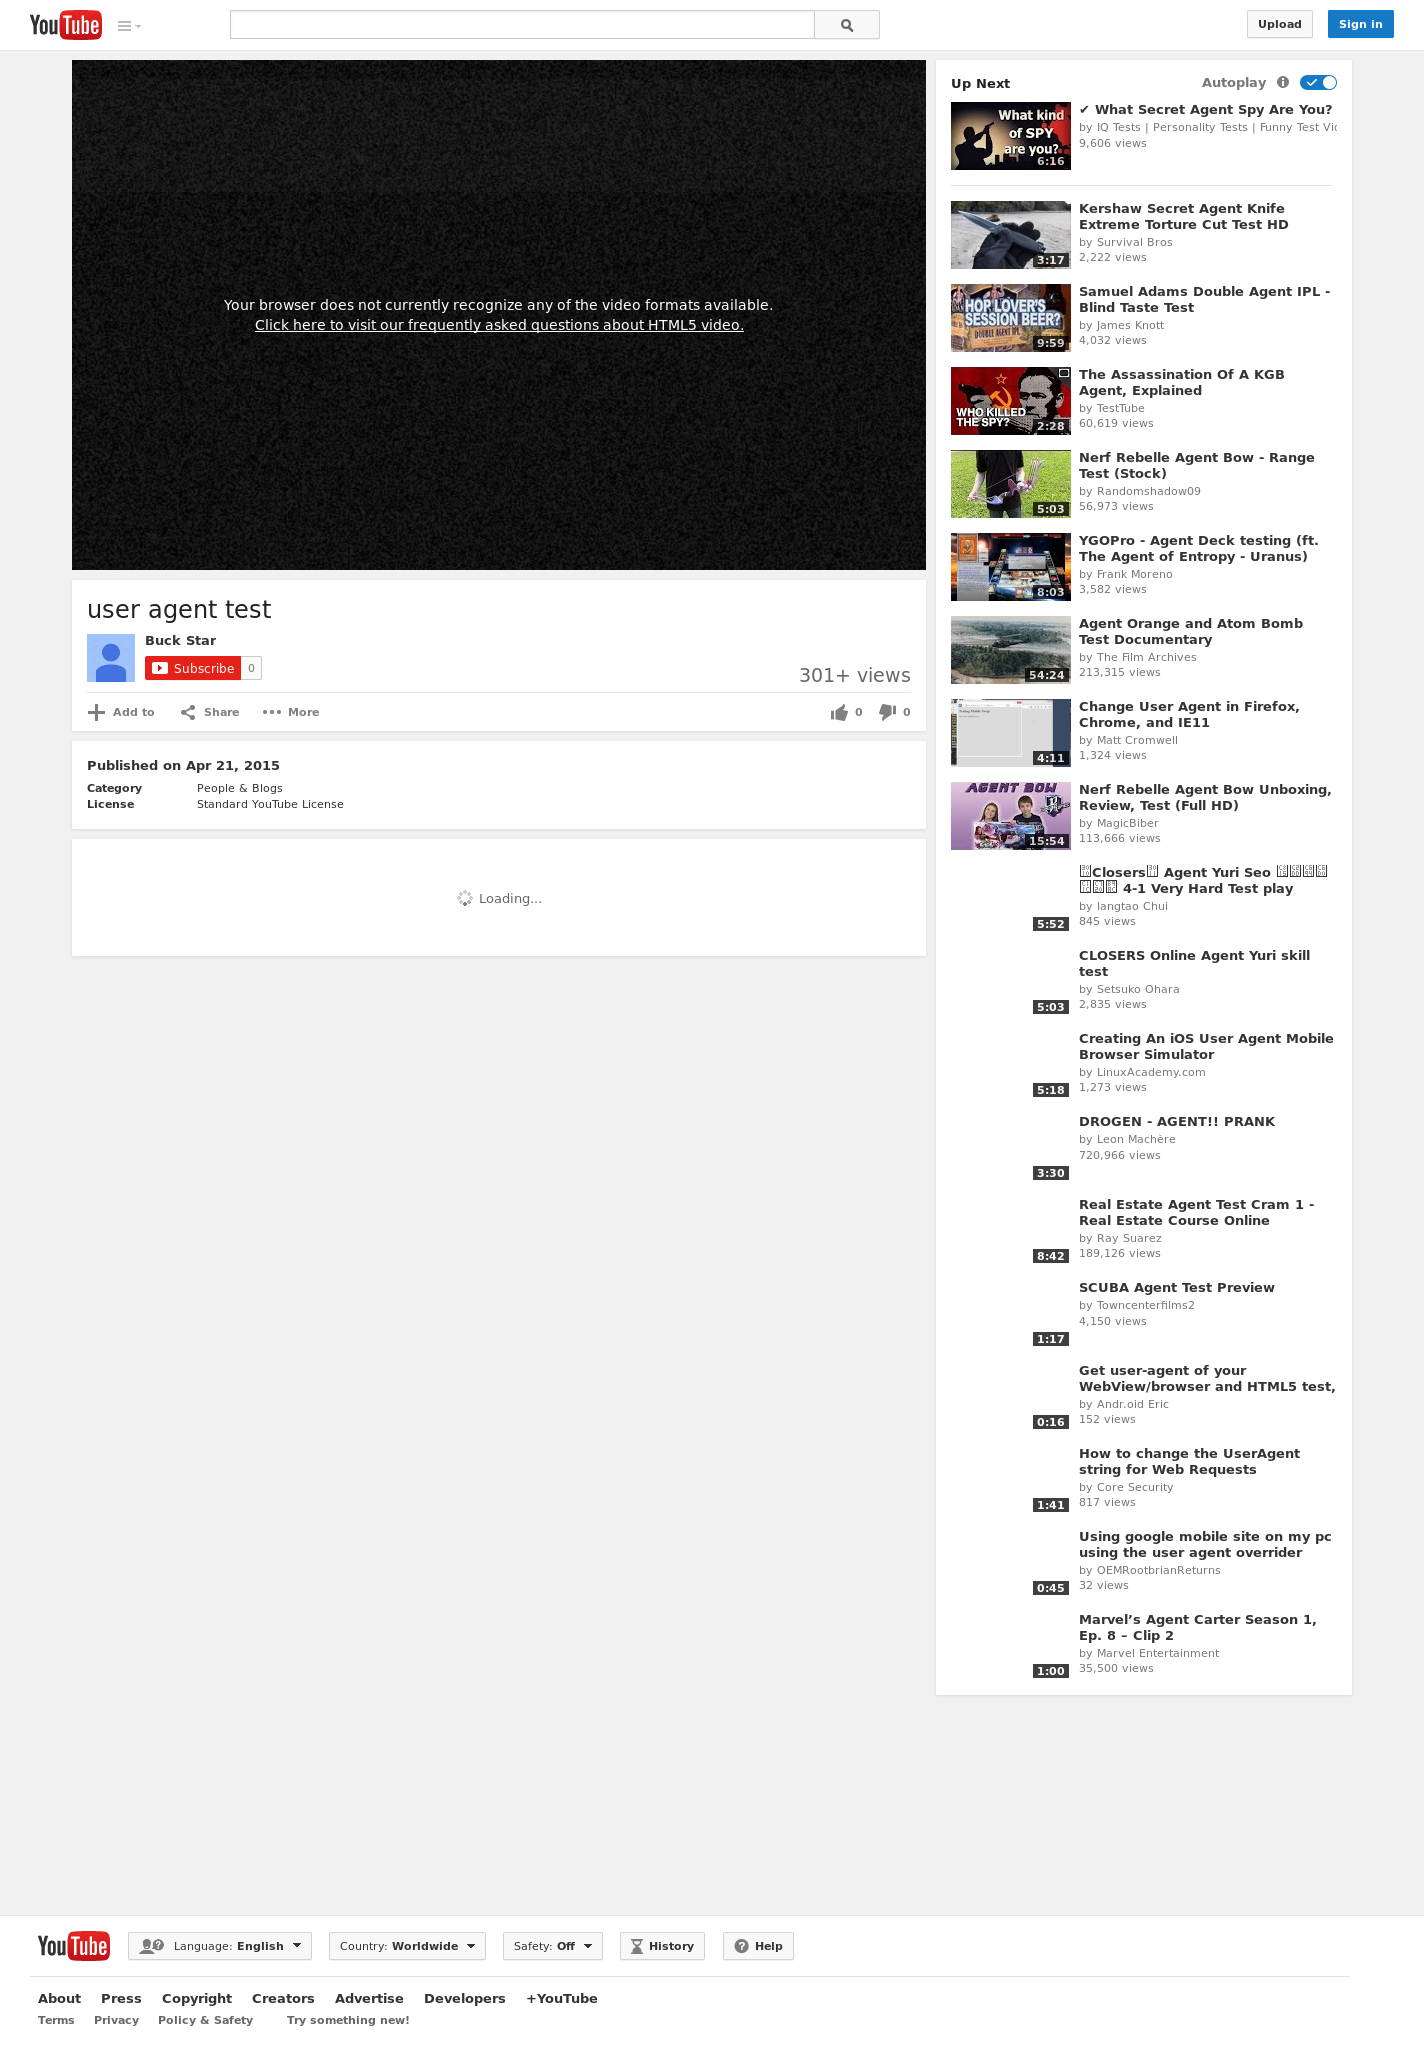 YouTube
Upload
Sign in
Your browser does not currently recognize any of the video formats available.
Click here to visit our frequently asked questions about HTML5 video.
user agent test
Buck Star
Subscribe 0
301+ views
Add to
Share
More
0
0
Published on Apr 21, 2015
Category People & Blogs
License Standard YouTube License
Loading...
Up Next
Autoplay
What kind
of SPY
are you?
6:16
✔ What Secret Agent Spy Are You?
by IQ Tests | Personality Tests | Funny Test Vic
9,606 views
3:17
Kershaw Secret Agent Knife
Extreme Torture Cut Test HD
by Survival Bros
2,222 views
HOP LOVER'S
SESSION BEER?
DOUBLE AGENT IPL
9:59
Samuel Adams Double Agent IPL -
Blind Taste Test
by James Knott
4,032 views
WHO KILLED
THE SPY?
2:28
The Assassination Of A KGB
Agent, Explained
by TestTube
60,619 views
5:03
Nerf Rebelle Agent Bow - Range
Test (Stock)
by Randomshadow09
56,973 views
8:03
YGOPro - Agent Deck testing (ft.
The Agent of Entropy - Uranus)
by Frank Moreno
3,582 views
54:24
Agent Orange and Atom Bomb
Test Documentary
by The Film Archives
213,315 views
4:11
Change User Agent in Firefox,
Chrome, and IE11
by Matt Cromwell
1,324 views
AGENT BOW
15:54
Nerf Rebelle Agent Bow Unboxing,
Review, Test (Full HD)
by MagicBiber
113,666 views
5:52
Closers Agent Yuri Seo
4-1 Very Hard Test play
by langtao Chui
845 views
5:03
CLOSERS Online Agent Yuri skill
test
by Setsuko Ohara
2,835 views
5:18
Creating An iOS User Agent Mobile
Browser Simulator
by LinuxAcademy.com
1,273 views
3:30
DROGEN - AGENT!! PRANK
by Leon Machère
720,966 views
8:42
Real Estate Agent Test Cram 1 -
Real Estate Course Online
by Ray Suarez
189,126 views
1:17
SCUBA Agent Test Preview
by Towncenterfilms2
4,150 views
0:16
Get user-agent of your
WebView/browser and HTML5 test,
by Andr.oid Eric
152 views
1:41
How to change the UserAgent
string for Web Requests
by Core Security
817 views
0:45
Using google mobile site on my pc
using the user agent overrider
by OEMRootbrianReturns
32 views
1:00
Marvel’s Agent Carter Season 1,
Ep. 8 – Clip 2
by Marvel Entertainment
35,500 views
YouTube
Language: English
Country: Worldwide
Safety: Off
History
Help
About Press Copyright Creators Advertise Developers +YouTube
Terms Privacy Policy & Safety Try something new!